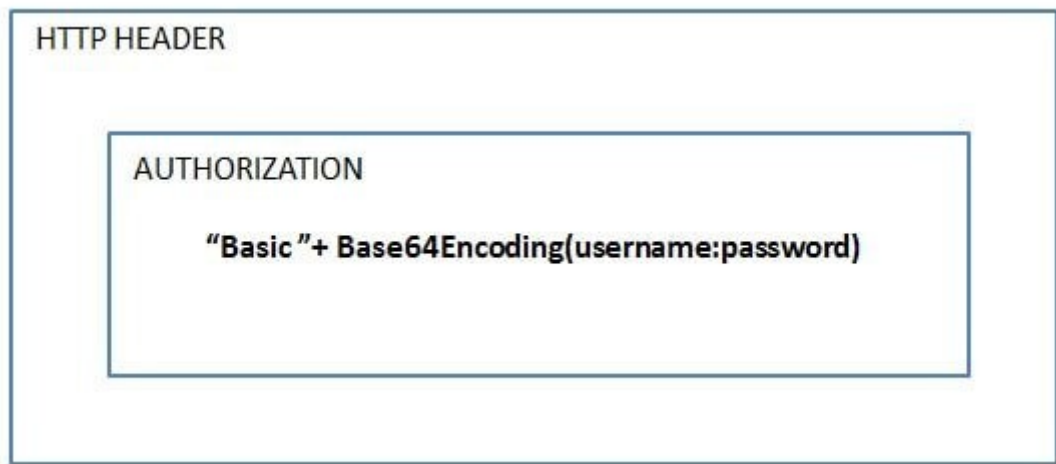 HTTP HEADER
AUTHORIZATION
“Basic ”+ Base64Encoding(username:password)